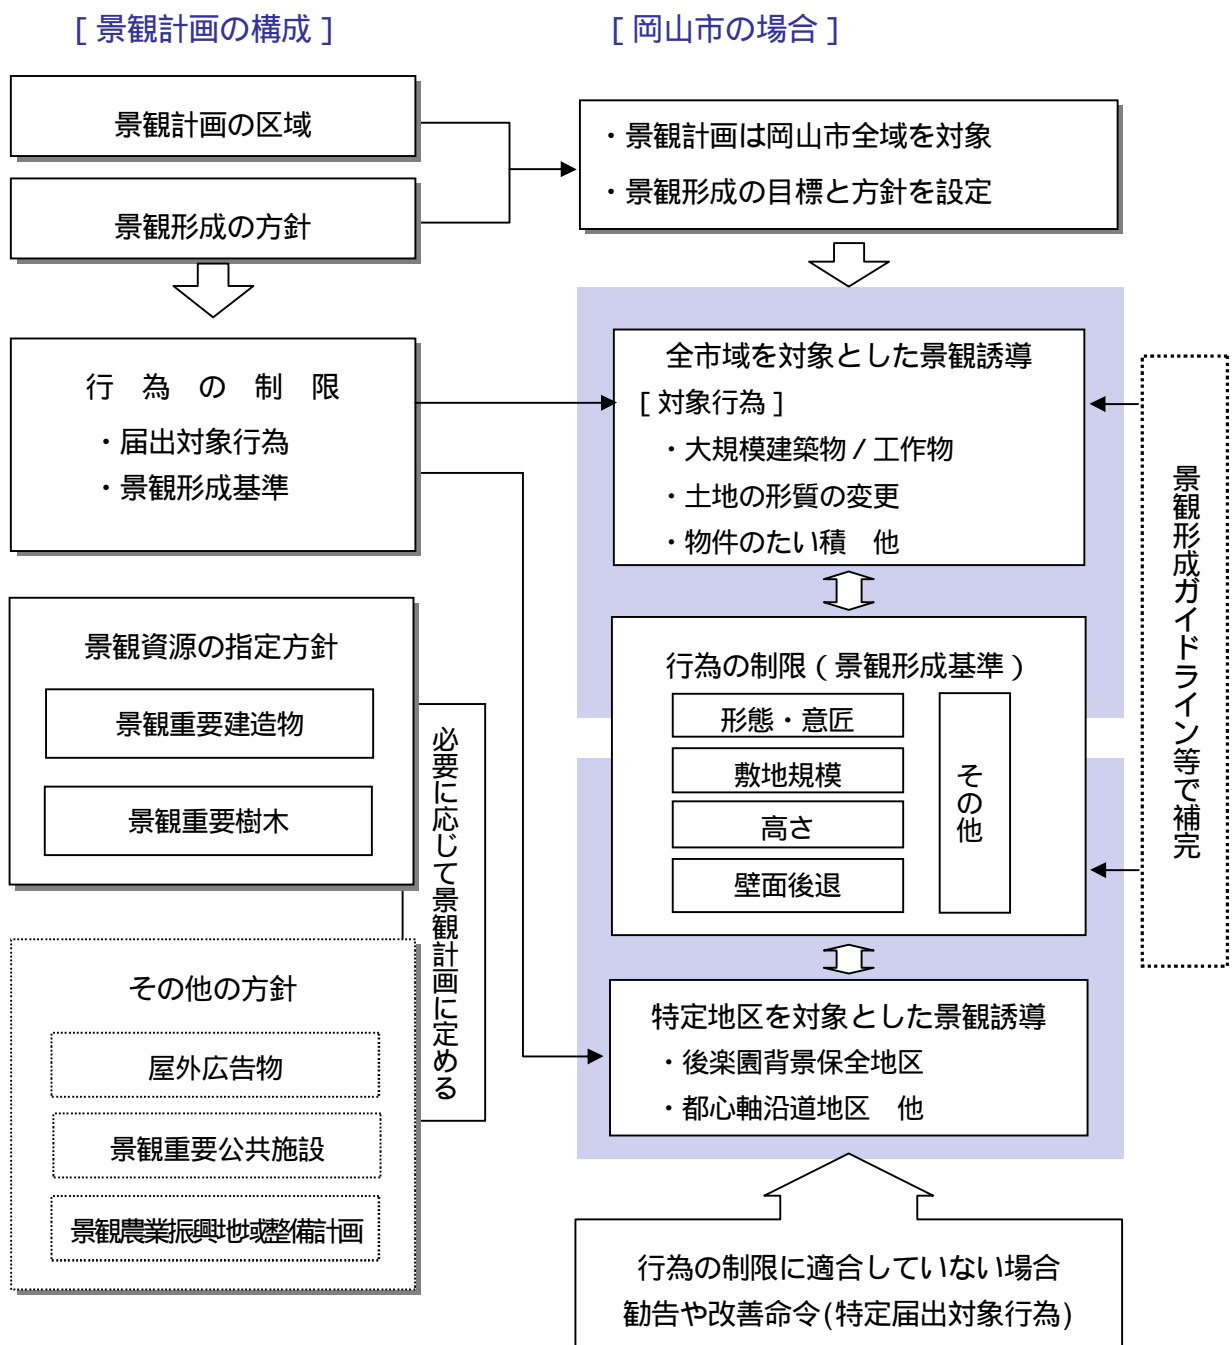 [ 景観計画の構成 ]
景観計画の区域
景観形成の方針
行為の制限
・届出対象行為
・景観形成基準
景観資源の指定方針
景観重要建造物
景観重要樹木
その他の方針
屋外広告物
景観重要公共施設
景観農業振興地域整備計画
必要に応じて景観計画に定める
[ 岡山市の場合 ]
・景観計画は岡山市全域を対象
・景観形成の目標と方針を設定
全市域を対象とした景観誘導
[ 対象行為 ]
・大規模建築物 / 工作物
・土地の形質の変更
・物件のたい積　他
行為の制限 ( 景観形成基準 )
形態・意匠
敷地規模
高さ
壁面後退
その他
特定地区を対象とした景観誘導
・後楽園背景保全地区
・都心軸沿道地区　他
行為の制限に適合していない場合
勧告や改善命令(特定届出対象行為)
景観形成ガイドライン等で補完